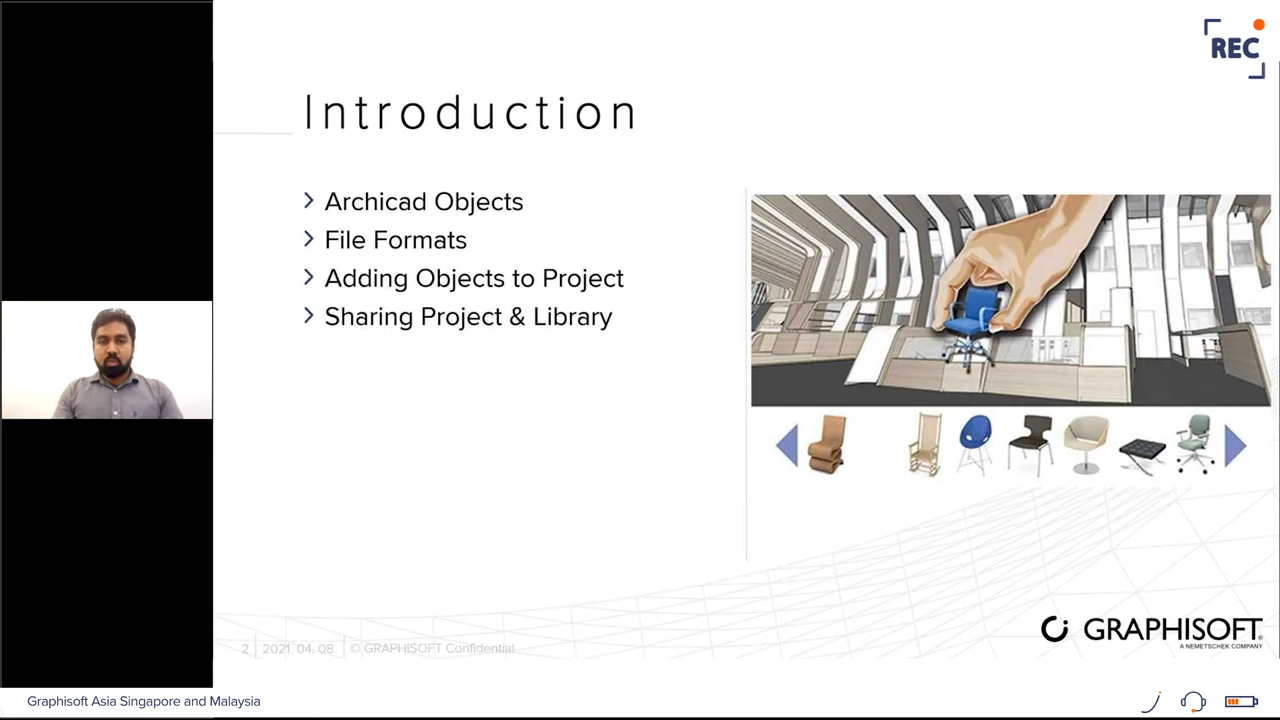 REC
Introduction
Archicad Objects
File Formats
Adding Objects to Project
Sharing Project & Library
GRAPHISOFT®
A NEMETSCHEK COMPANY
2 | 2021. 04. 08. | © GRAPHISOFT Confidential
Graphisoft Asia Singapore and Malaysia